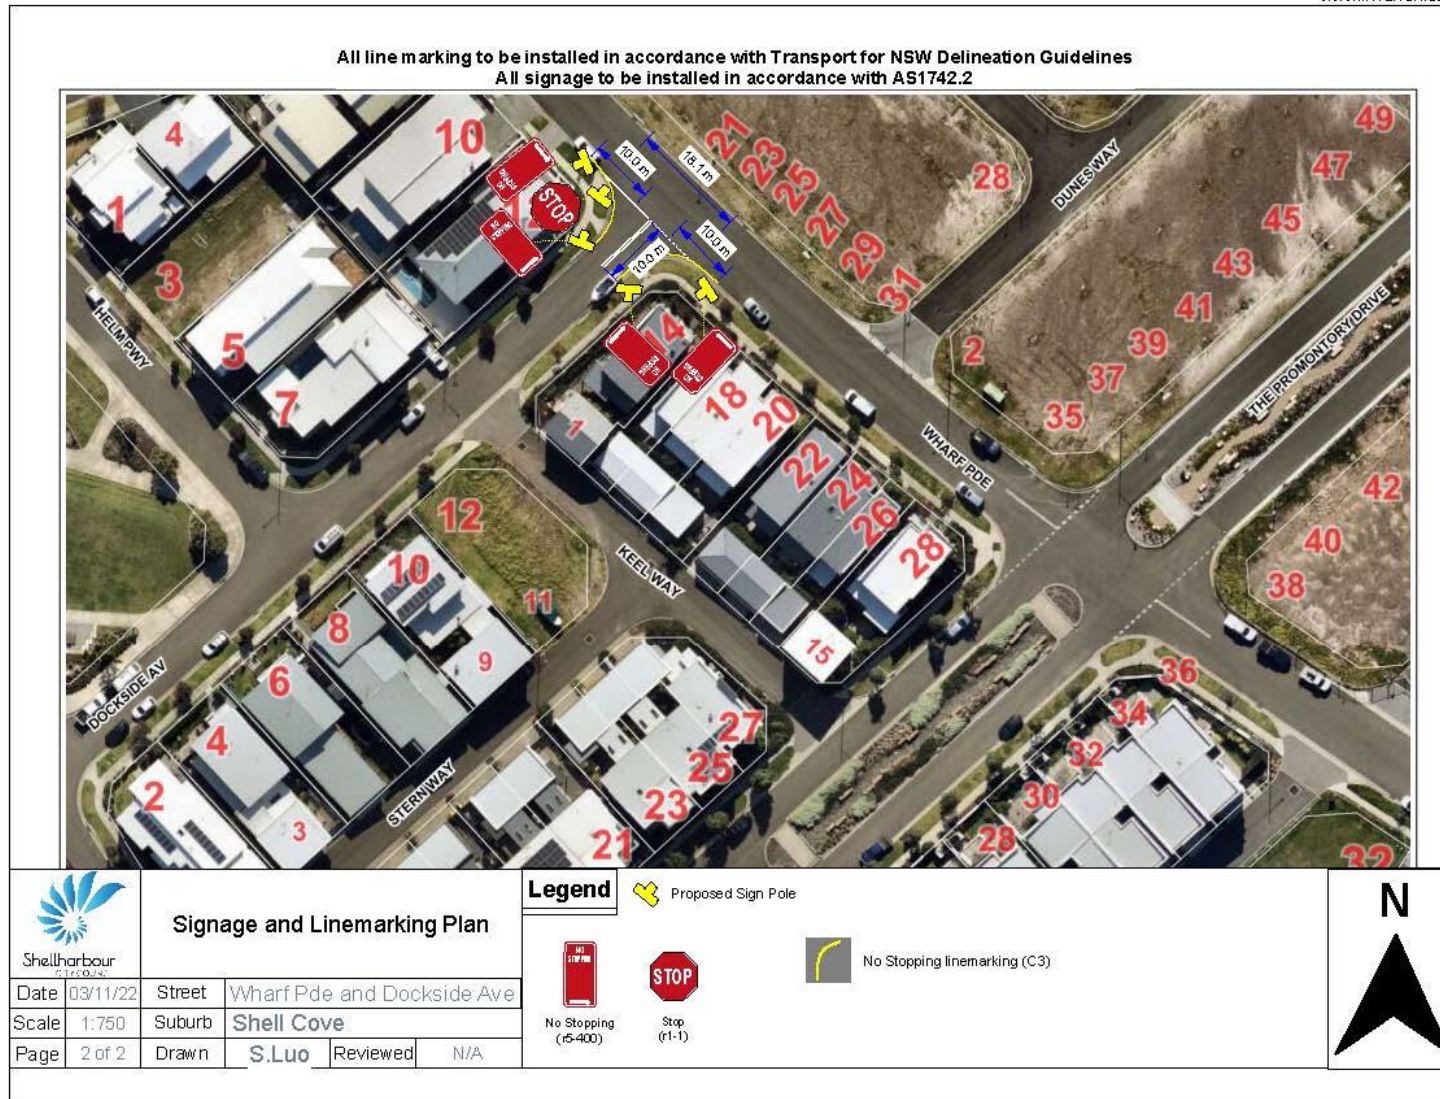 All line marking to be installed in accordance with Transport for NSW Delineation Guidelines
All signage to be installed in accordance with AS1742.2
4
10
1
STOP
10.0 m
18.1 m
10.0 m
10.0 m
21
23
25
27
29
31
28
DUNES WAY
49
47
45
43
41
39
37
35
2
THE PROMONTORY DRIVE
1
3
5
7
HELM PWY
14
18
20
22
24
26
28
1
WHARF PDE
42
40
38
12
10
11
9
8
6
4
2
3
KEEL WAY
15
DOCKSIDE AV
STERN WAY
27
25
23
21
36
34
32
30
28
32
Shellharbour
CITY COUNCIL
Signage and Linemarking Plan
Date 03/11/22 Street Wharf Pde and Dockside Ave
Scale 1:750 Suburb Shell Cove
Page 2 of 2 Drawn S.Luo Reviewed N/A
Legend
Proposed Sign Pole
NO
STOPPING
STOP
No Stopping linemarking (C3)
No Stopping
(r5-400)
Stop
(r1-1)
N